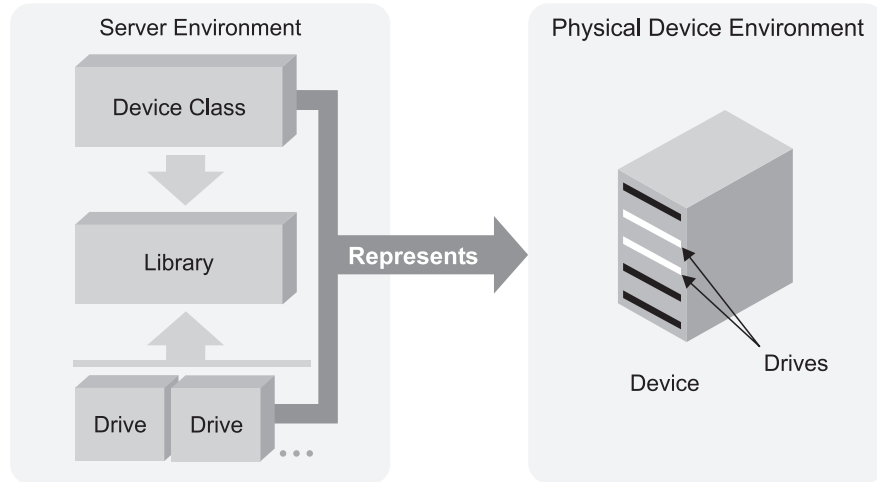 Server Environment
Device Class
Library
Drive
Drive
...
Represents
Physical Device Environment
Drives
Device